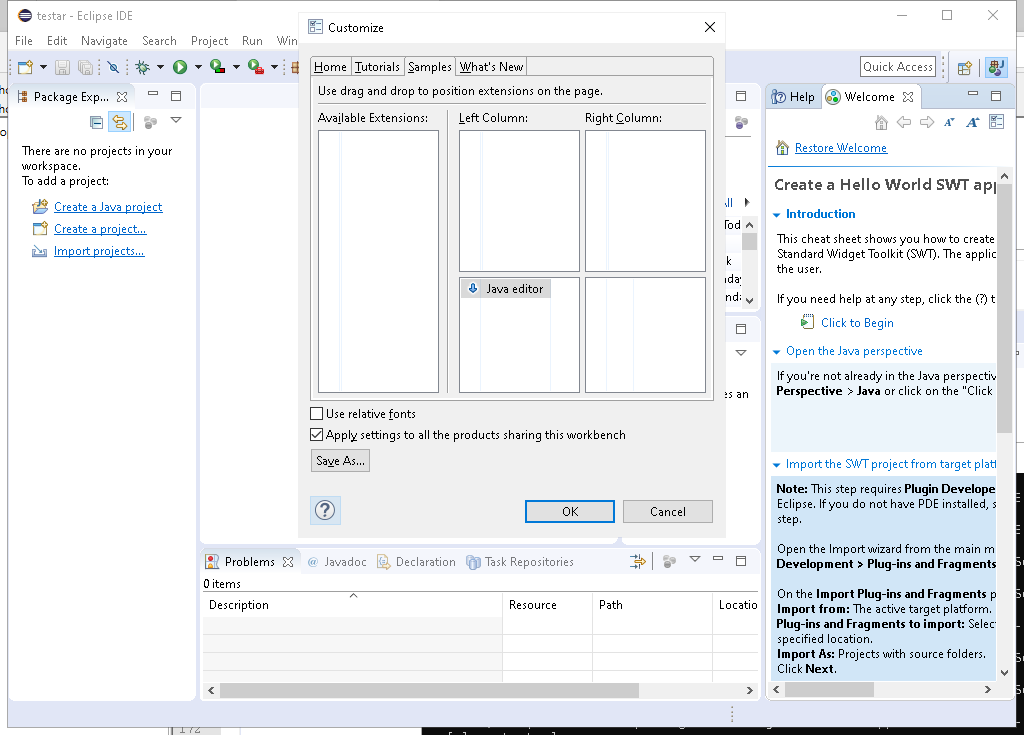 testar - Eclipse IDE
File Edit Navigate Search Project Run Win
Quick Access
Package Exp...
There are no projects in your
workspace.
To add a project:
Create a Java project
Create a project...
Import projects...
Customize
Home Tutorials Samples What's New
Use drag and drop to position extensions on the page.
Available Extensions: Left Column: Right Column:
Java editor
Use relative fonts
Apply settings to all the products sharing this workbench
Save As...
?
OK Cancel
Help Welcome
Restore Welcome
Create a Hello World SWT app
Introduction
This cheat sheet shows you how to create
Standard Widget Toolkit (SWT). The applic
the user.
If you need help at any step, click the (?) t
Click to Begin
Open the Java perspective
If you're not already in the Java perspectiv
Perspective > Java or click on the "Click
Import the SWT project from target platf
Note: This step requires Plugin Develope
Eclipse. If you do not have PDE installed, s
step.
Open the Import wizard from the main m
Development > Plug-ins and Fragments
On the Import Plug-ins and Fragments p
Import from: The active target platform.
Plug-ins and Fragments to import: Selec
specified location.
Import As: Projects with source folders.
Click Next.
Problems Javadoc Declaration Task Repositories
0 items
Description Resource Path Locatio
172